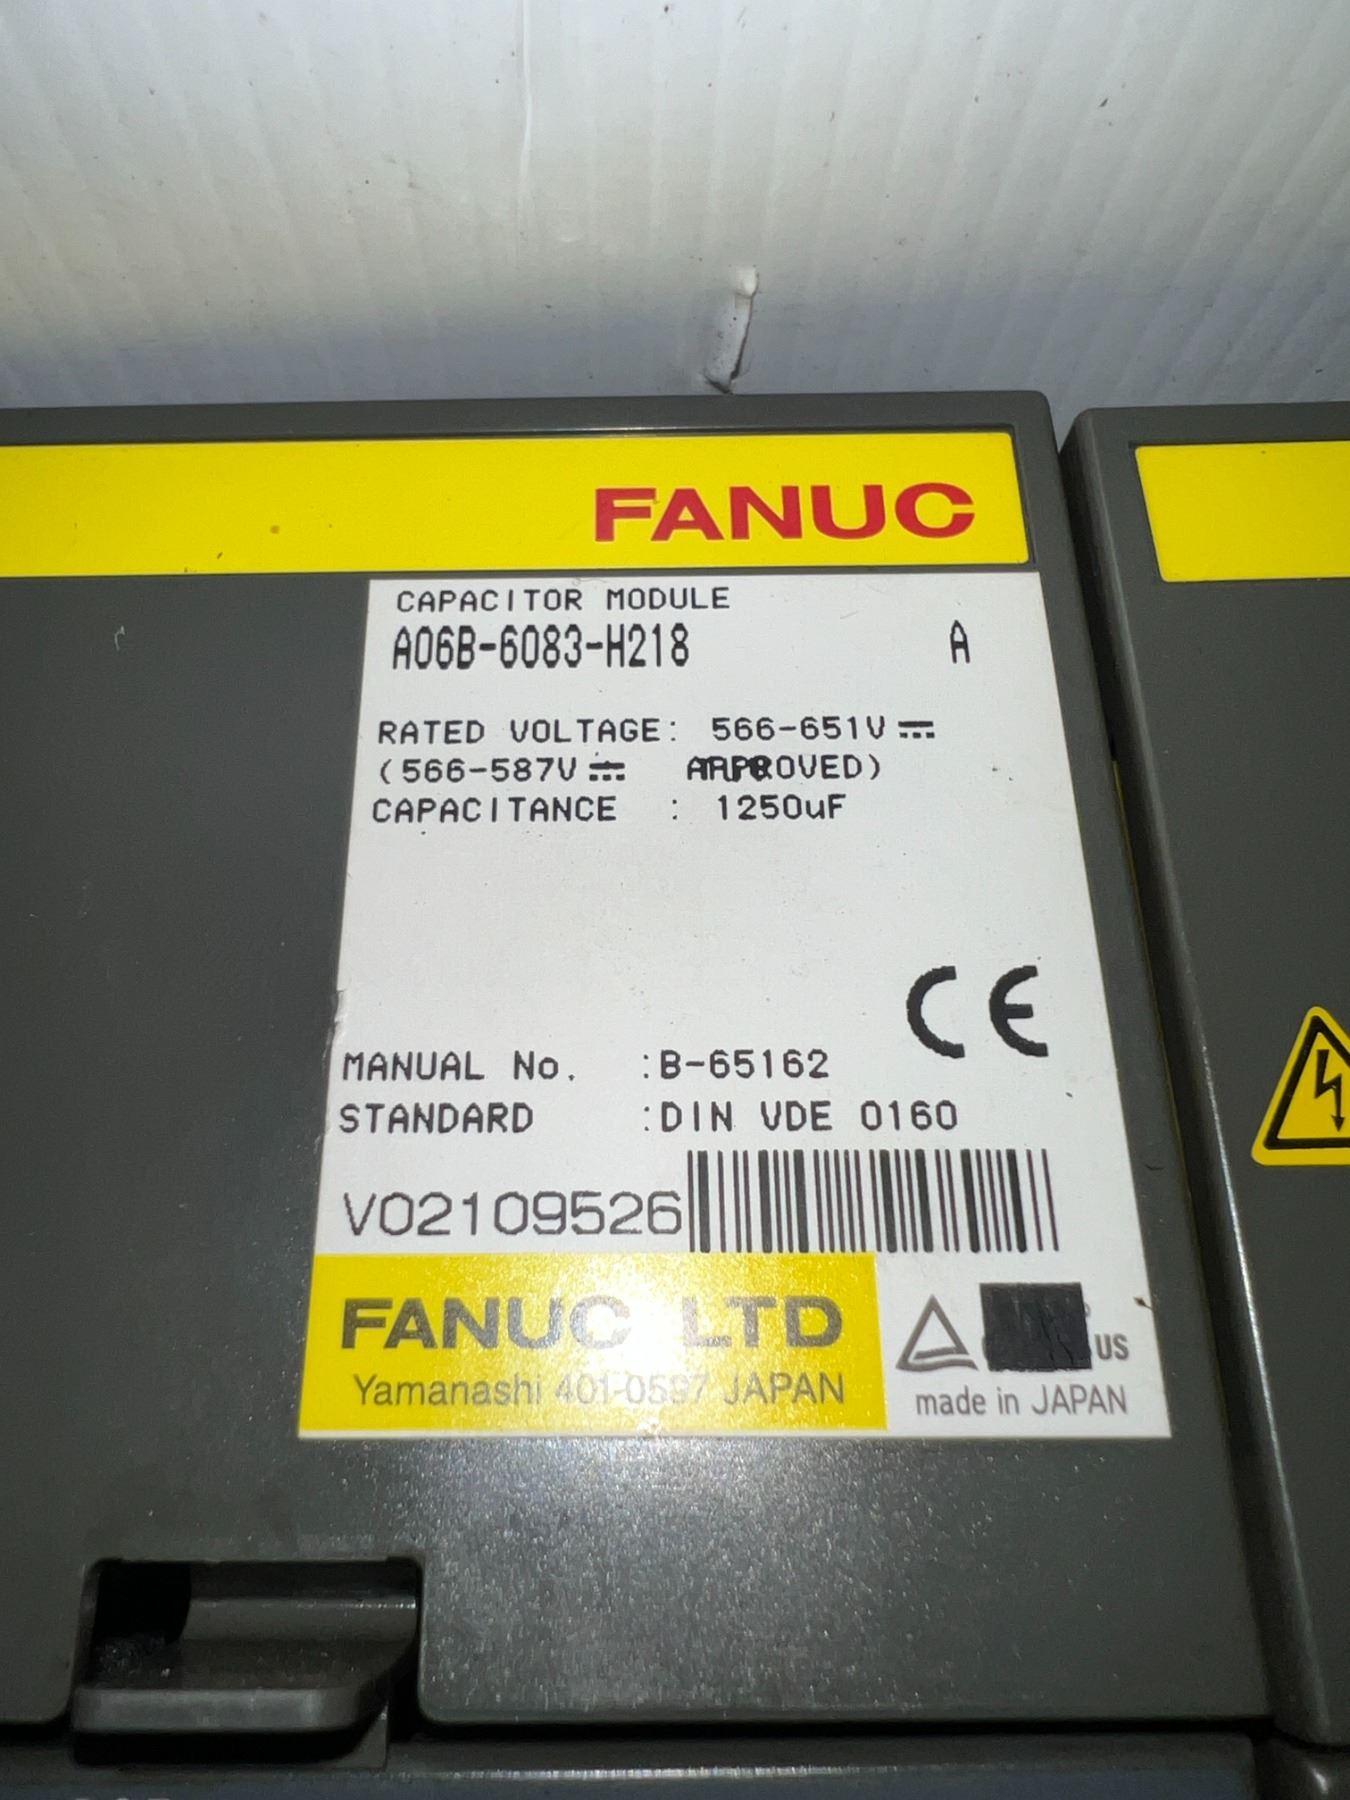 FANUC
CAPACITOR MODULE
A06B-6083-H218 A
RATED VOLTAGE: 566-651V
(566-587V APPROVED)
CAPACITANCE : 1250uF
CE
MANUAL No. :B-65162
STANDARD :DIN VDE 0160
V02109526
FANUC LTD
Yamanashi 401-0597 JAPAN
US
made in JAPAN